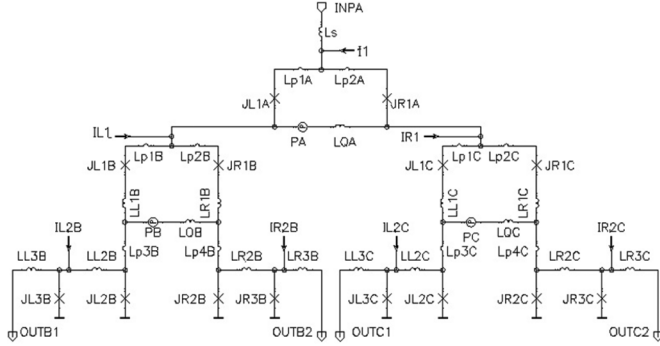 INPA
Ls
I1
Lp1A Lp2A
JL1A JR1A
PA LQA
IL1 IR1
Lp1B Lp2B Lp1C Lp2C
JL1B JR1B JL1C JR1C
LL1B LR1B LL1C LR1C
PB LQB PC LQC
IL2B IR2B IL2C IR2C
Lp3B Lp4B Lp3C Lp4C
LL3B LL2B LR2B LR3B LL3C LL2C LR2C LR3C
JL3B JL2B JR2B JR3B JL3C JL2C JR2C JR3C
OUTB1 OUTB2 OUTC1 OUTC2